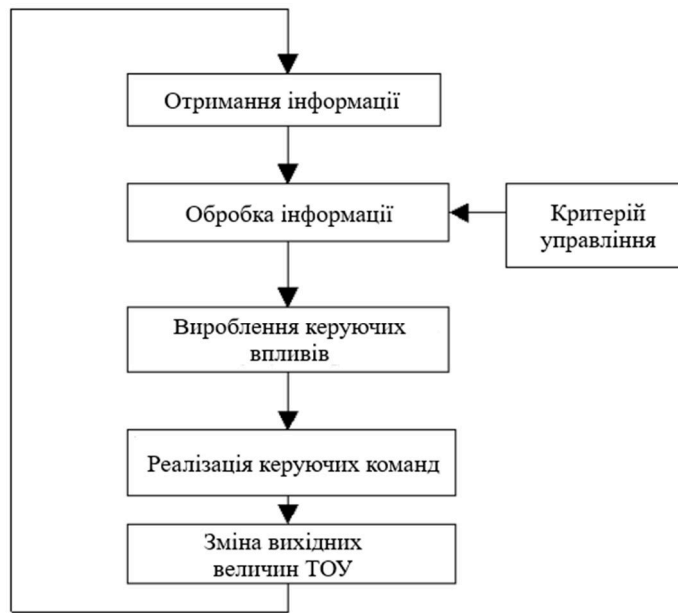 Отримання інформації
Обробка інформації
Критерій
управління
Вироблення керуючих
впливів
Реалізація керуючих команд
Зміна вихідних
величин ТОУ